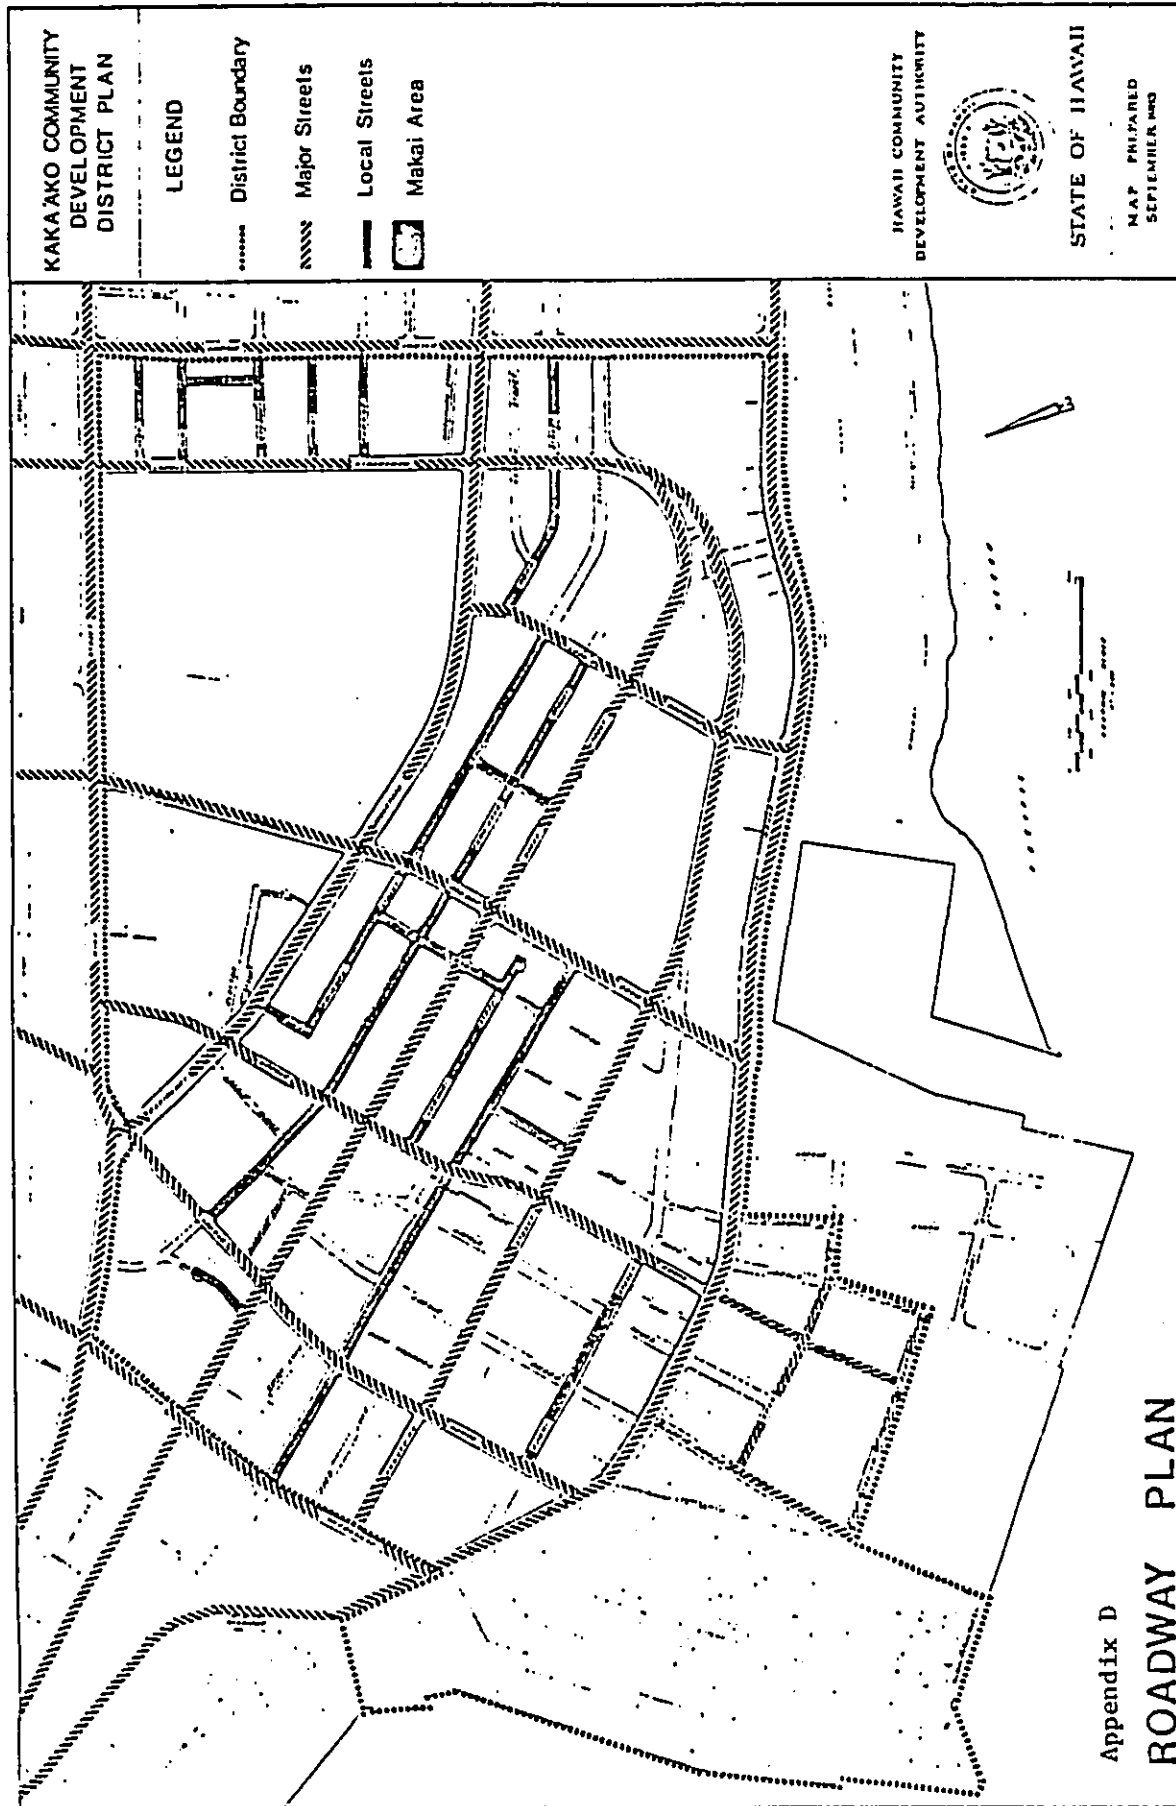 KAKA'AKO COMMUNITY
DEVELOPMENT
DISTRICT PLAN
LEGEND
District Boundary
Major Streets
Local Streets
Makai Area
HAWAII COMMUNITY
DEVELOPMENT AUTHORITY
STATE OF HAWAII
MAP PREPARED
SEPTEMBER
Appendix D
ROADWAY PLAN